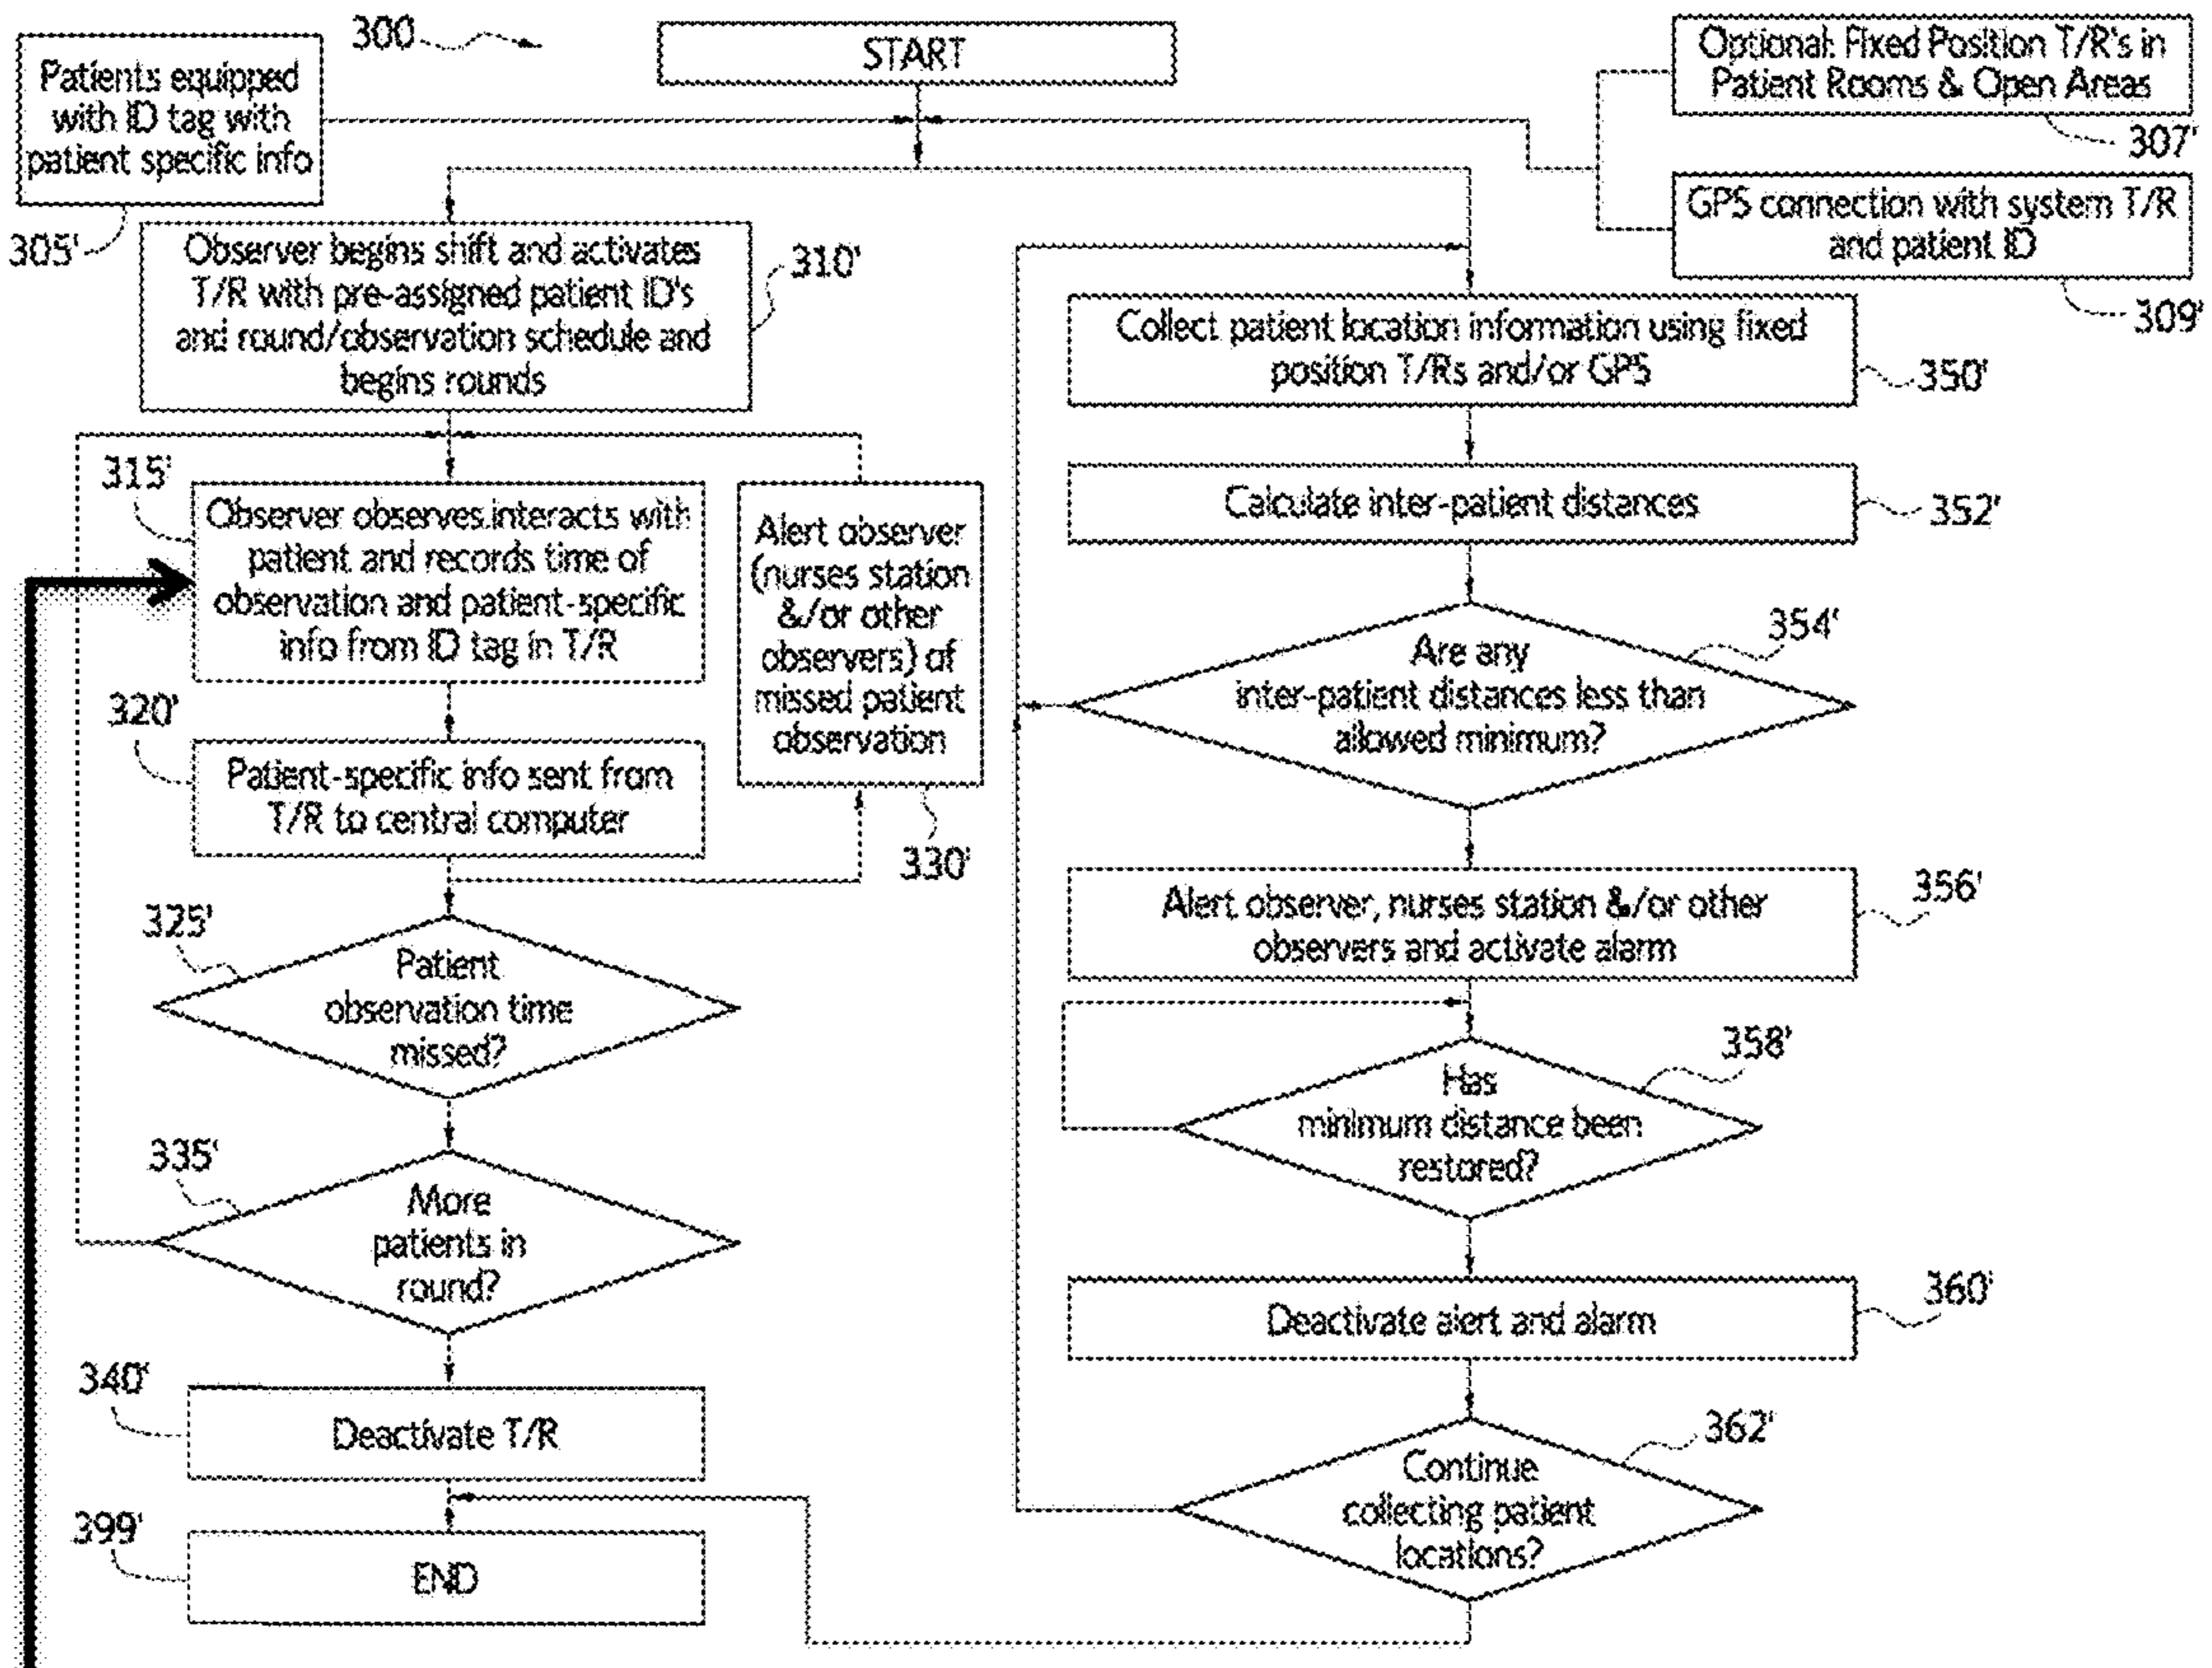 300
START
Patients equipped
with ID tag with
patient specific info
305'
Optional: Fixed Position T/R's in
Patient Rooms & Open Areas
307'
GPS connection with system T/R
and patient ID
309'
Observer begins shift and activates
T/R with pre-assigned patient ID's
and round/observation schedule and
begins rounds
310'
315'
Observer observes.interacts with
patient and records time of
observation and patient-specific
info from ID tag in T/R
Alert observer
(nurses station
&/or other
observers) of
missed patient
observation
330'
320'
Patient-specific info sent from
T/R to central computer
325'
Patient
observation time
missed?
335'
More
patients in
round?
340'
Deactivate T/R
399'
END
Collect patient location information using fixed
position T/Rs and/or GPS
350'
Calculate inter-patient distances
352'
354'
Are any
inter-patient distances less than
allowed minimum?
Alert observer, nurses station &/or other
observers and activate alarm
356'
358'
Has
minimum distance been
restored?
Deactivate alert and alarm
360'
362'
Continue
collecting patient
locations?